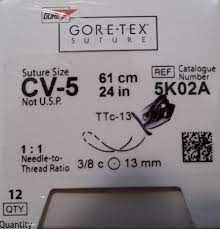 GORE
GORE-TEX
SUTURE
Suture Size
CV-5
Not U.S.P.
61 cm
24 in
REF
Catalogue
Number
5K02A
TTc-13
1 : 1
Needle-to-
Thread Ratio
3/8 c
13 mm
12
QTY
Quantity